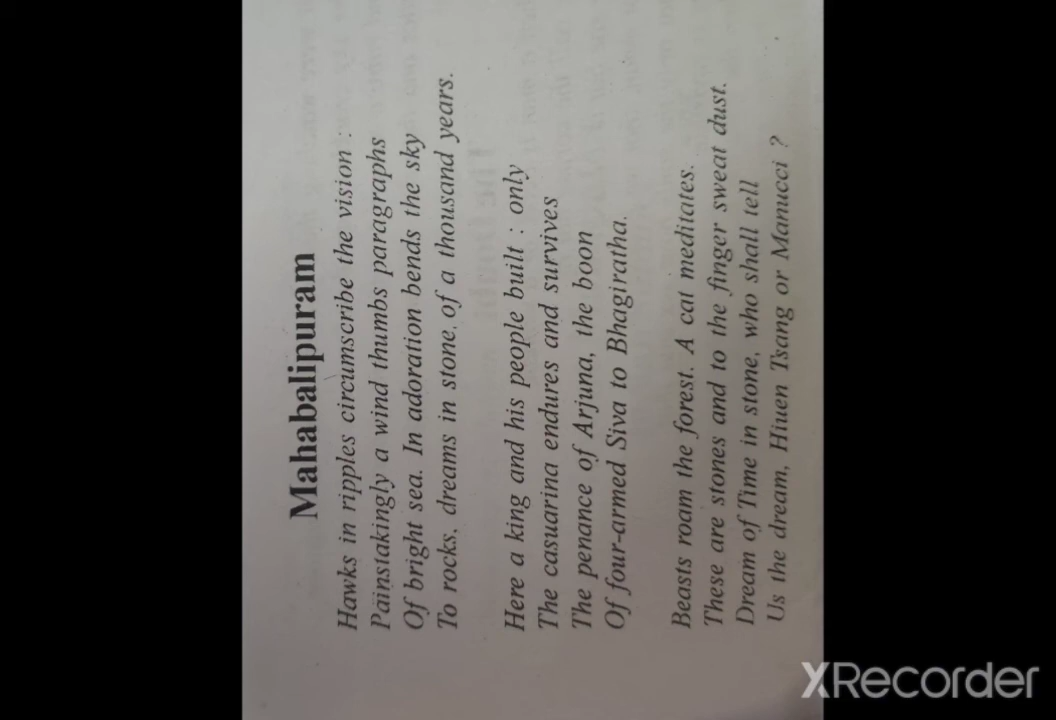 Mahabalipuram
Hawks in ripples circumscribe the vision :
Painstakingly a wind thumbs paragraphs
Of bright sea. In adoration bends the sky
To rocks, dreams in stone, of a thousand years.
Here a king and his people built : only
The casuarina endures and survives
The penance of Arjuna, the boon
Of four-armed Siva to Bhagiratha.
Beasts roam the forest. A cat meditates.
These are stones and to the finger sweat dust.
Dream of Time in stone, who shall tell
Us the dream, Hiuen Tsang or Manucci ?
XRecorder